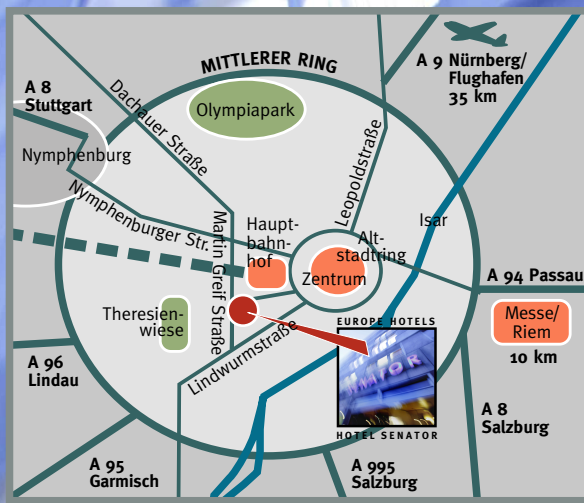 MITTLERER RING
A 9 Nürnberg/
Flughafen
35 km
A 8
Stuttgart
Dachauer Straße
Olympiapark
Leopoldstraße
Nymphenburg
Nymphenburger Str.
Martin Greif Straße
Haupt-
bahn-
hof
Alt-
stadtring
Isar
Zentrum
A 94 Passau
Messe/
Riem
10 km
Theresien-
wiese
Lindwurmstraße
EUROPE HOTELS
SENATOR
HOTEL SENATOR
A 96
Lindau
A 8
Salzburg
A 95
Garmisch
A 995
Salzburg